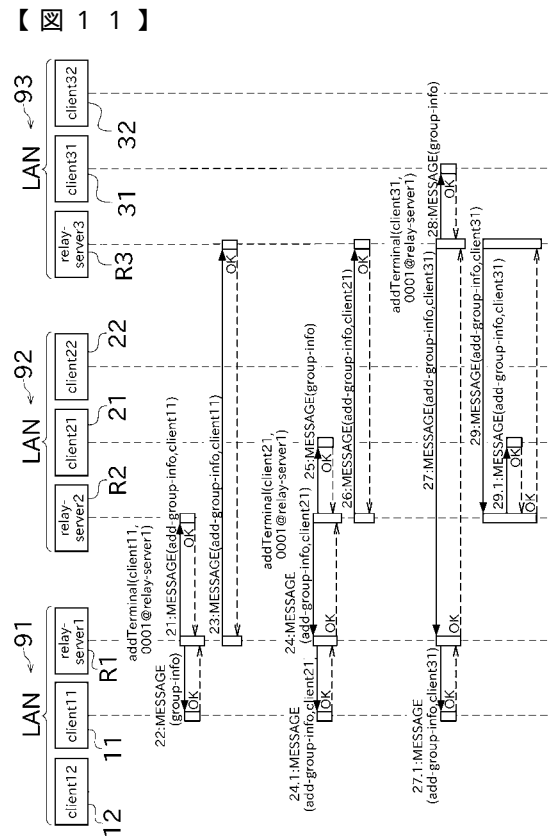 【図１１】
LAN 91
LAN 92
LAN 93
client12
client11
relay-server1
relay-server2
client21
client22
relay-server3
client31
client32
12
11
R1
R2
21
22
R3
31
32
addTerminal(client11,
0001@relay-server1)
21:MESSAGE(add-group-info,client11)
OK
22:MESSAGE
(group-info)
OK
23:MESSAGE(add-group-info,client11)
OK
addTerminal(client21,
0001@relay-server1)
24:MESSAGE
(add-group-info,client21)
OK
24.1:MESSAGE
(add-group-info,client21
OK
25:MESSAGE(group-info)
OK
26:MESSAGE(add-group-info,client21)
OK
addTerminal(client31,
0001@relay-server1)
27:MESSAGE(add-group-info,client31)
OK
27.1:MESSAGE
(add-group-info,client31)
OK
28:MESSAGE(group-info)
OK
29:MESSAGE(add-group-info,client31)
29.1:MESSAGE(add-group-info,client31)
OK
OK